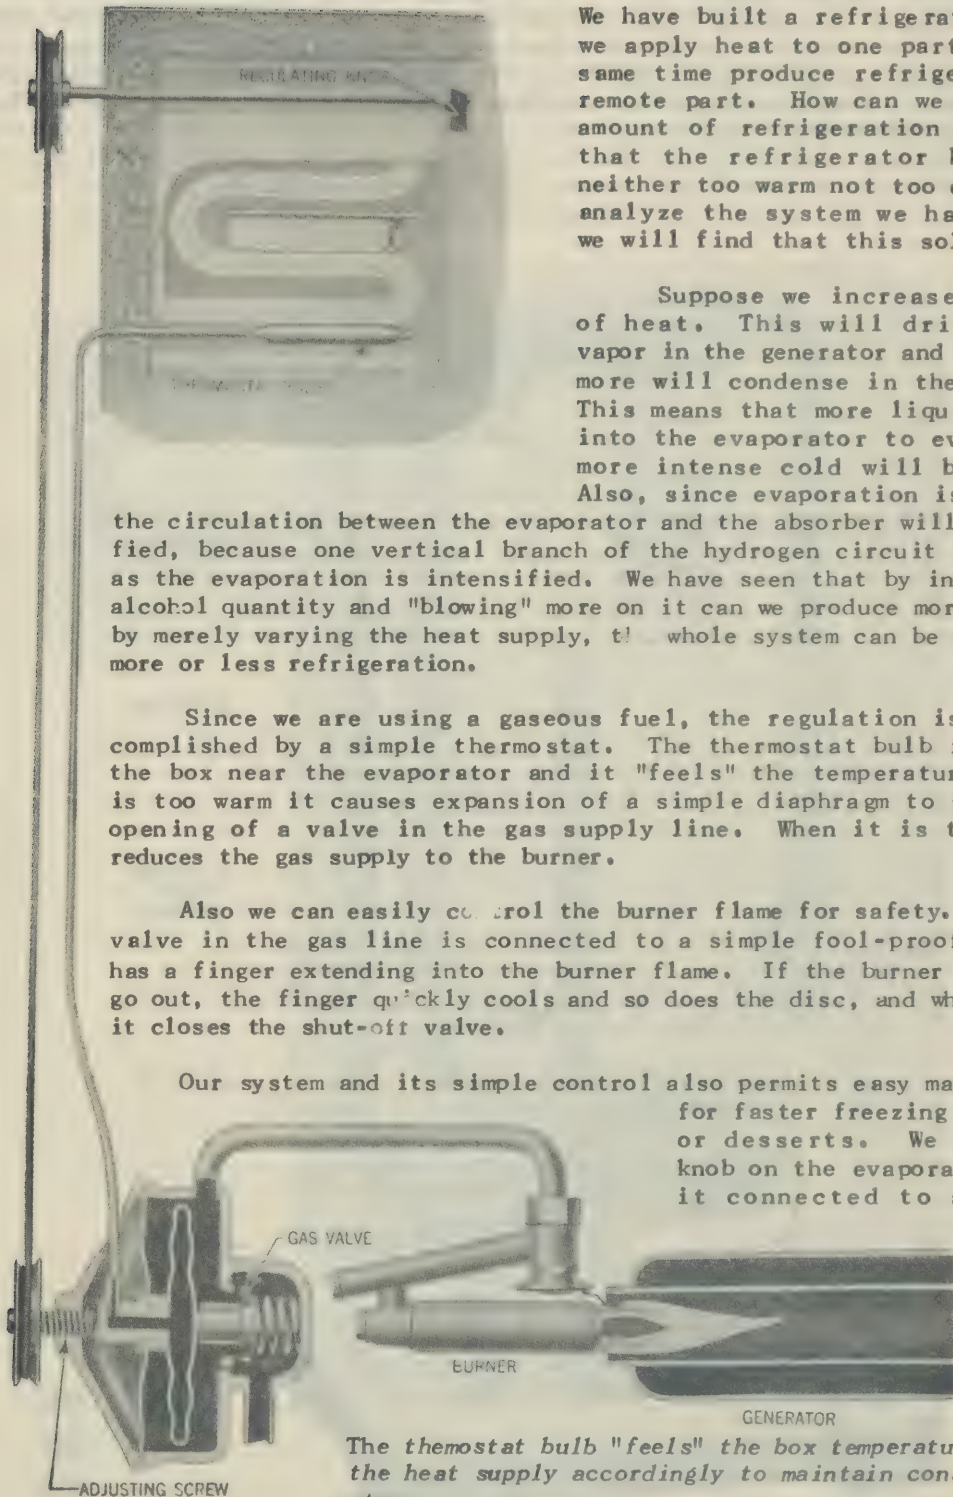 REGULATING KNOB
We have built a refrigera
we apply heat to one part
same time produce refrige
remote part. How can we
amount of refrigeration
that the refrigerator
neither too warm not too
analyze the system we ha
we will find that this so
Suppose we increase
of heat. This will dri
vapor in the generator and
more will condense in the
This means that more liqu
into the evaporator to ev
more intense cold will b
Also, since evaporation is
the circulation between the evaporator and the absorber will
fied, because one vertical branch of the hydrogen circuit
as the evaporation is intensified. We have seen that by in
alcohol quantity and "blowing" more on it can we produce mor
by merely varying the heat supply, t whole system can be
more or less refrigeration.
Since we are using a gaseous fuel, the regulation is
complished by a simple thermostat. The thermostat bulb
the box near the evaporator and it "feels" the temperatur
is too warm it causes expansion of a simple diaphragm to
opening of a valve in the gas supply line. When it is t
reduces the gas supply to the burner.
Also we can easily co rol the burner flame for safety.
valve in the gas line is connected to a simple fool-proof
has a finger extending into the burner flame. If the burner
go out, the finger quickly cools and so does the disc, and wh
it closes the shut-off valve.
Our system and its simple control also permits easy ma
for faster freezing
or desserts. We
knob on the evapora
it connected to
GAS VALVE
BURNER
GENERATOR
ADJUSTING SCREW
The themostat bulb "feels" the box temperatu
the heat supply accordingly to maintain con